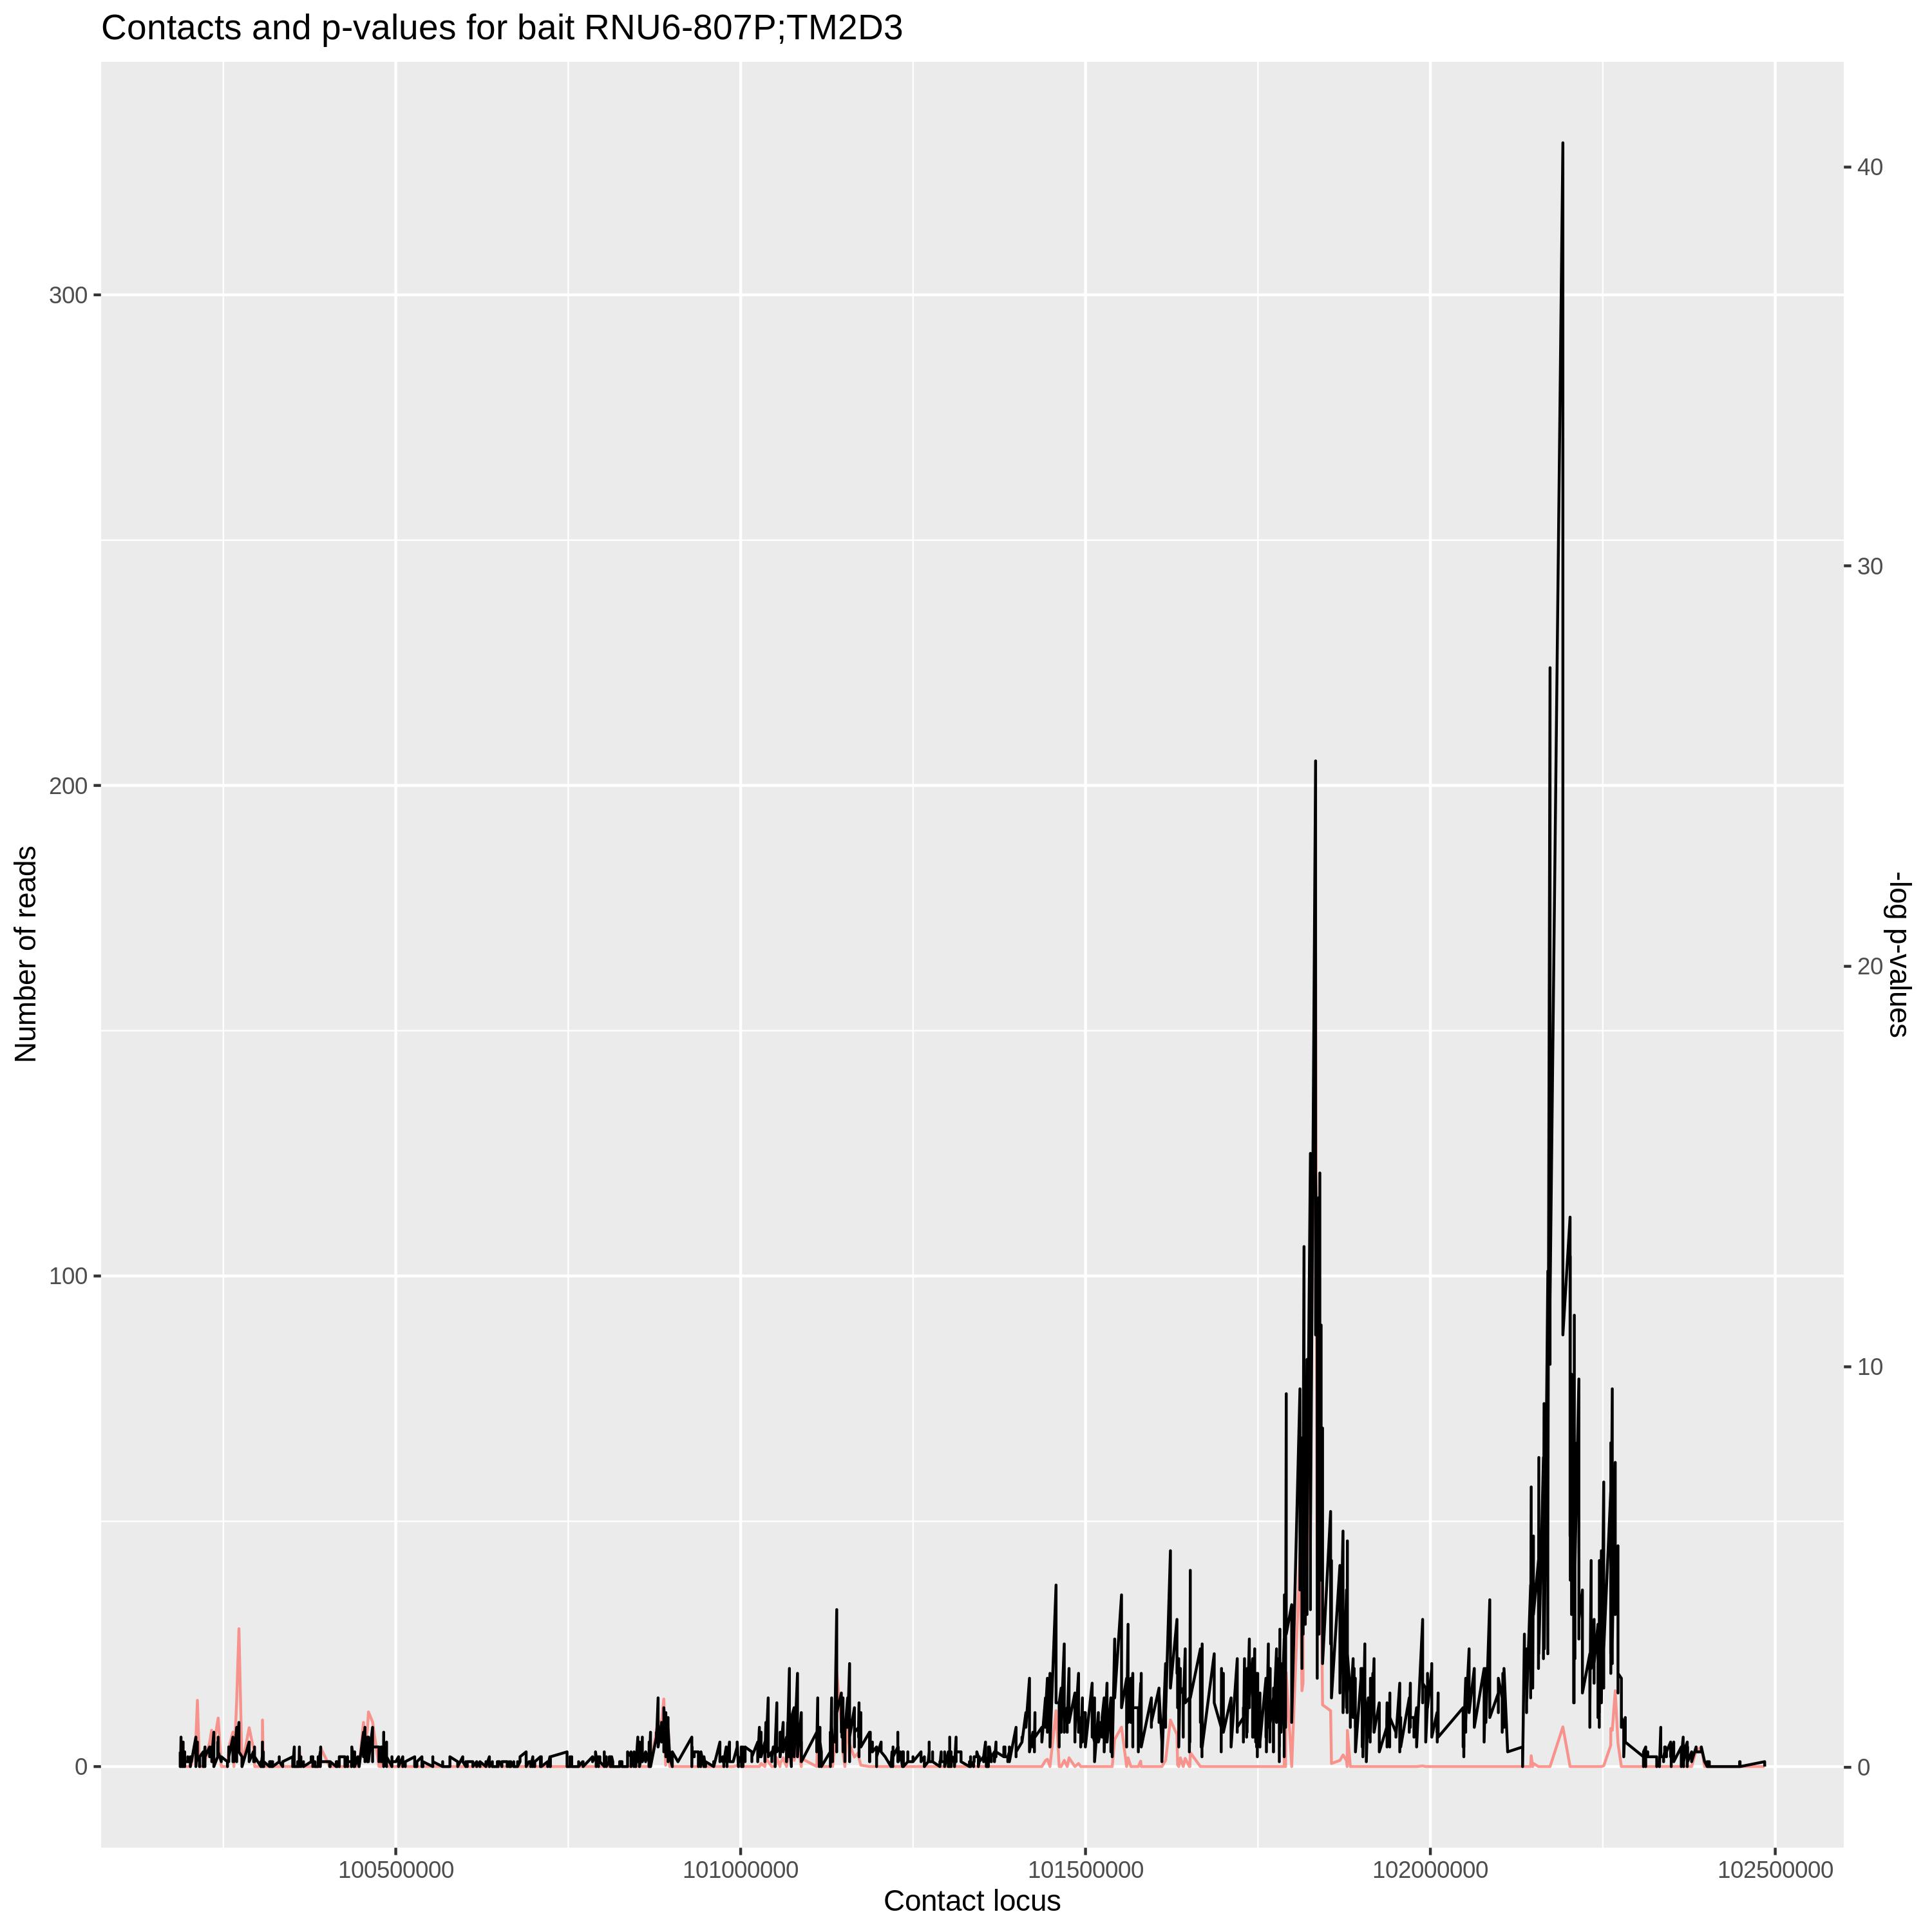 Contacts and p-values for bait RNU6-807P;TM2D3
300
200
100
0
Number of reads
40
30
20
10
0
-log p-values
100500000 101000000 101500000 102000000 102500000
Contact locus